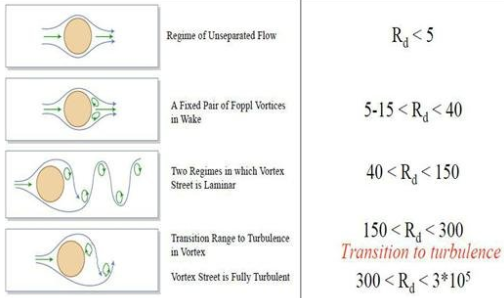 Regime of Unseparated Flow
R_d < 5
A Fixed Pair of Foppl Vortices
in Wake
5-15 < R_d < 40
Two Regimes in which Vortex
Street is Laminar
40 < R_d < 150
Transition Range to Turbulence
in Vortex
150 < R_d < 300
Transition to turbulence
Vortex Street is Fully Turbulent
300 < R_d < 3*10⁵